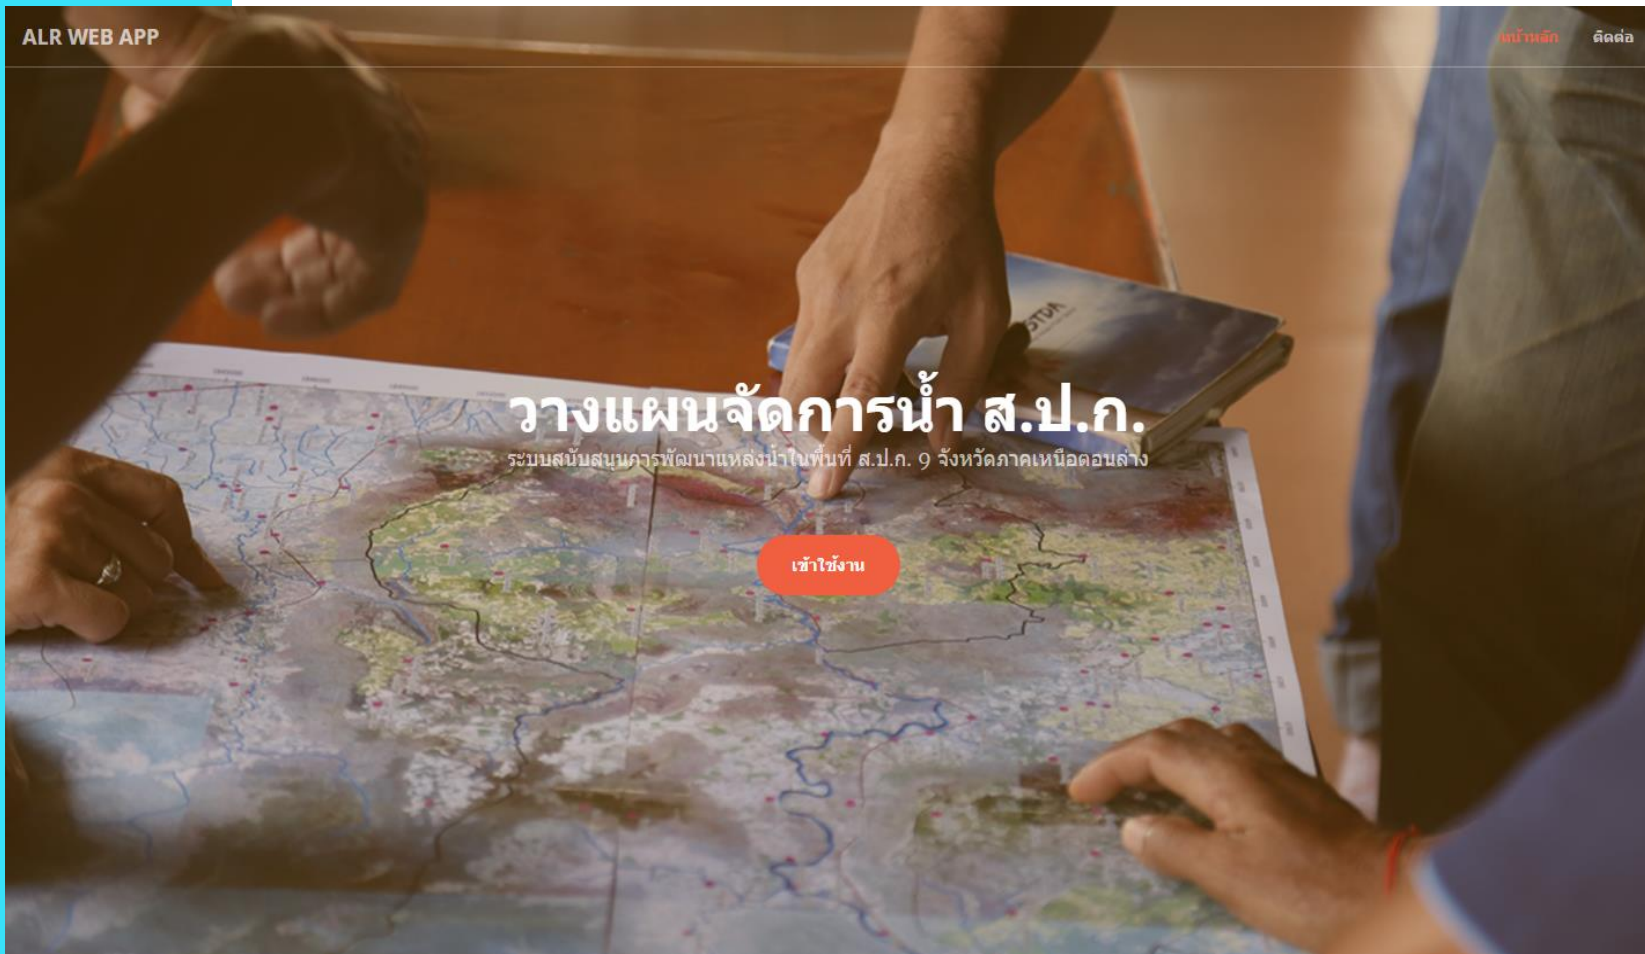 ALR WEB APP
หน้าหลัก
ติดต่อ
วางแผนจัดการน้ำ ส.ป.ก.
ระบบสนับสนุนการพัฒนาแหล่งน้ำในพื้นที่ ส.ป.ก. 9 จังหวัดภาคเหนือตอนล่าง
เข้าใช้งาน